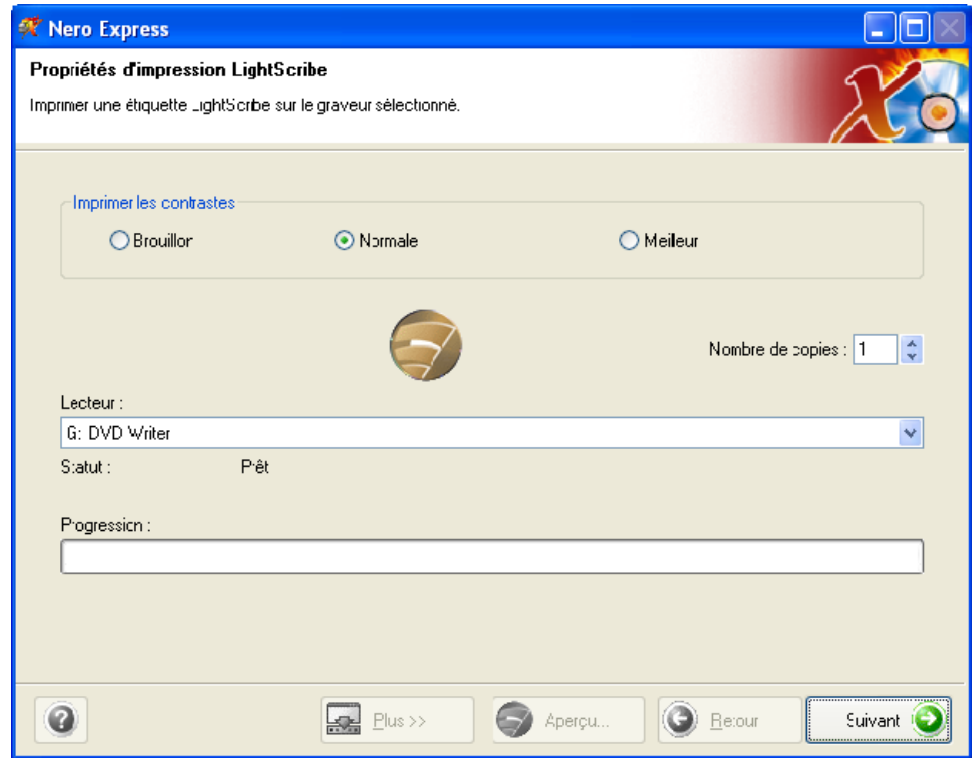 Nero Express
Propriétés d'impression LightScribe
Imprimer une étiquette LightScribe sur le graveur sélectionné.
Imprimer les contrastes
Brouillon
Normale
Meilleur
Nombre de copies : 1
Lecteur :
G: DVD Writer
Statut : Prêt
Progression :
Plus >>
Aperçu...
Retour
Suivant